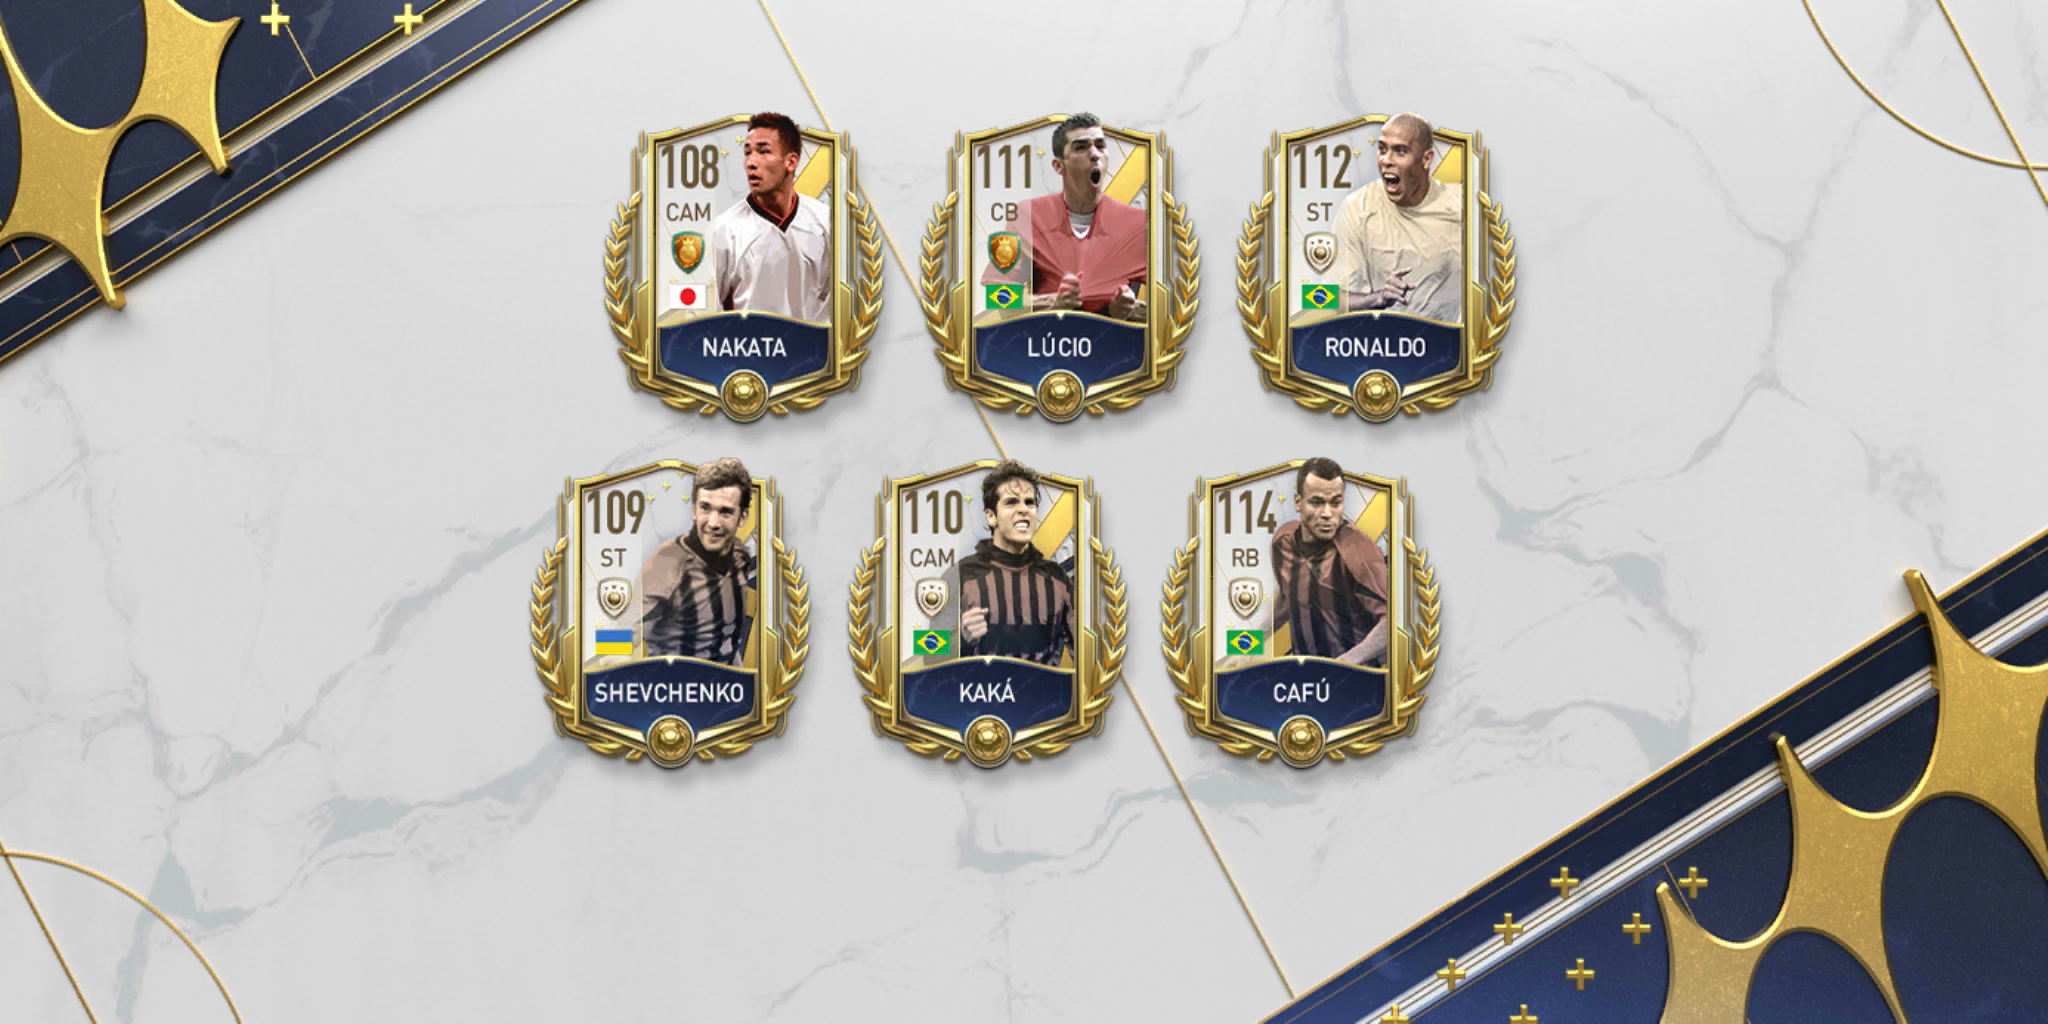 108
CAM
NAKATA
111
CB
LÚCIO
112
ST
RONALDO
109
ST
SHEVCHENKO
110
CAM
KAKÁ
114
RB
CAFÚ